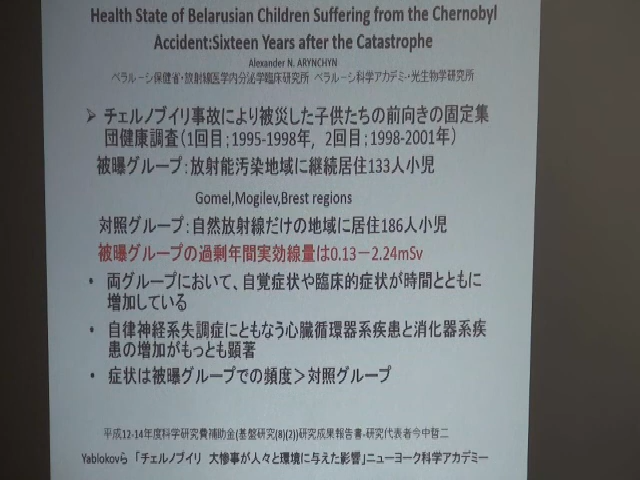 Health State of Belarusian Children Suffering from the Chernobyl
Accident:Sixteen Years after the Catastrophe
Alexander N. ARYNCHYN
ベラルーシ保健省・放射線医学内分泌学臨床研究所 ベラルーシ科学アカデミ・光生物学研究所
➢ チェルノブイリ事故により被災した子供たちの前向きの固定集
団健康調査(1回目;1995-1998年, 2回目;1998-2001年)
被曝グループ:放射能汚染地域に継続居住133人小児
Gomel,Mogilev,Brest regions
対照グループ:自然放射線だけの地域に居住186人小児
被曝グループの過剰年間実効線量は0.13－2.24mSv
• 両グループにおいて、自覚症状や臨床的症状が時間とともに
増加している
• 自律神経系失調症にともなう心臓循環器系疾患と消化器系疾
患の増加がもっとも顕著
• 症状は被曝グループでの頻度＞対照グループ
平成12-14年度科学研究費補助金(基盤研究(8)(2))研究成果報告書-研究代表者今中哲二
Yablokovら 「チェルノブイリ 大惨事が人々と環境に与えた影響」ニューヨーク科学アカデミー